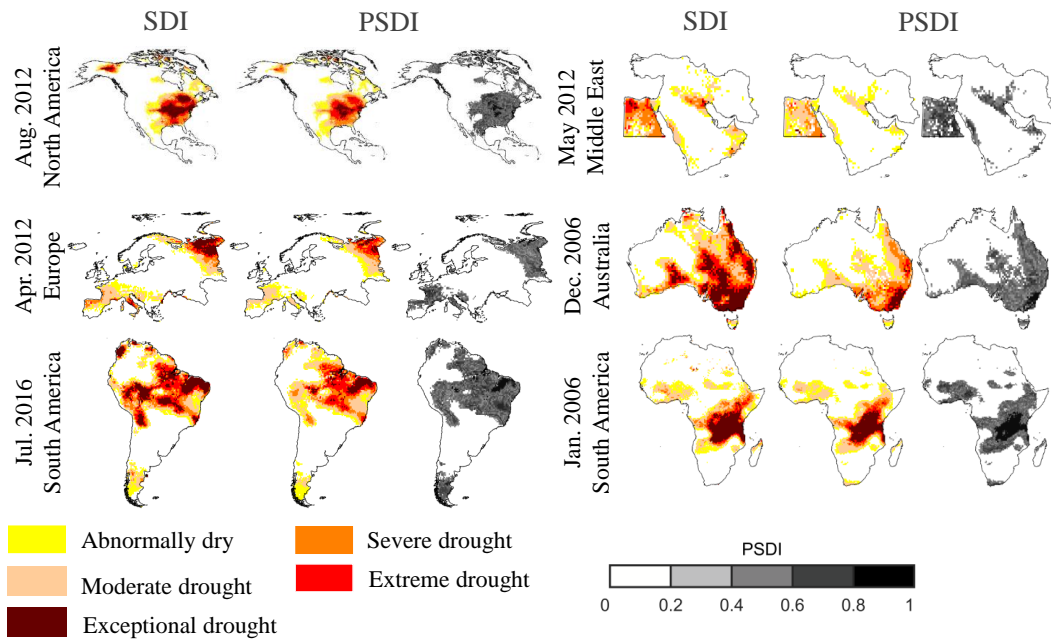 SDI PSDI SDI PSDI
Aug. 2012
North America
May 2012
Middle East
Apr. 2012
Europe
Dec. 2006
Australia
Jul. 2016
South America
Jan. 2006
South America
Abnormally dry
Severe drought
Moderate drought
Extreme drought
Exceptional drought
PSDI
0 0.2 0.4 0.6 0.8 1